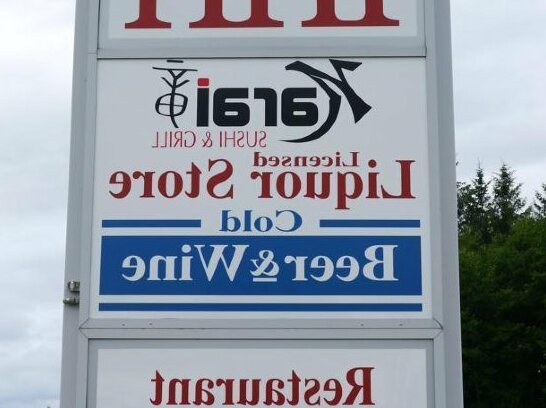 Karai
SUSHI & GRILL
Licensed
Liquor Store
Cold
Beer & Wine
Restaurant